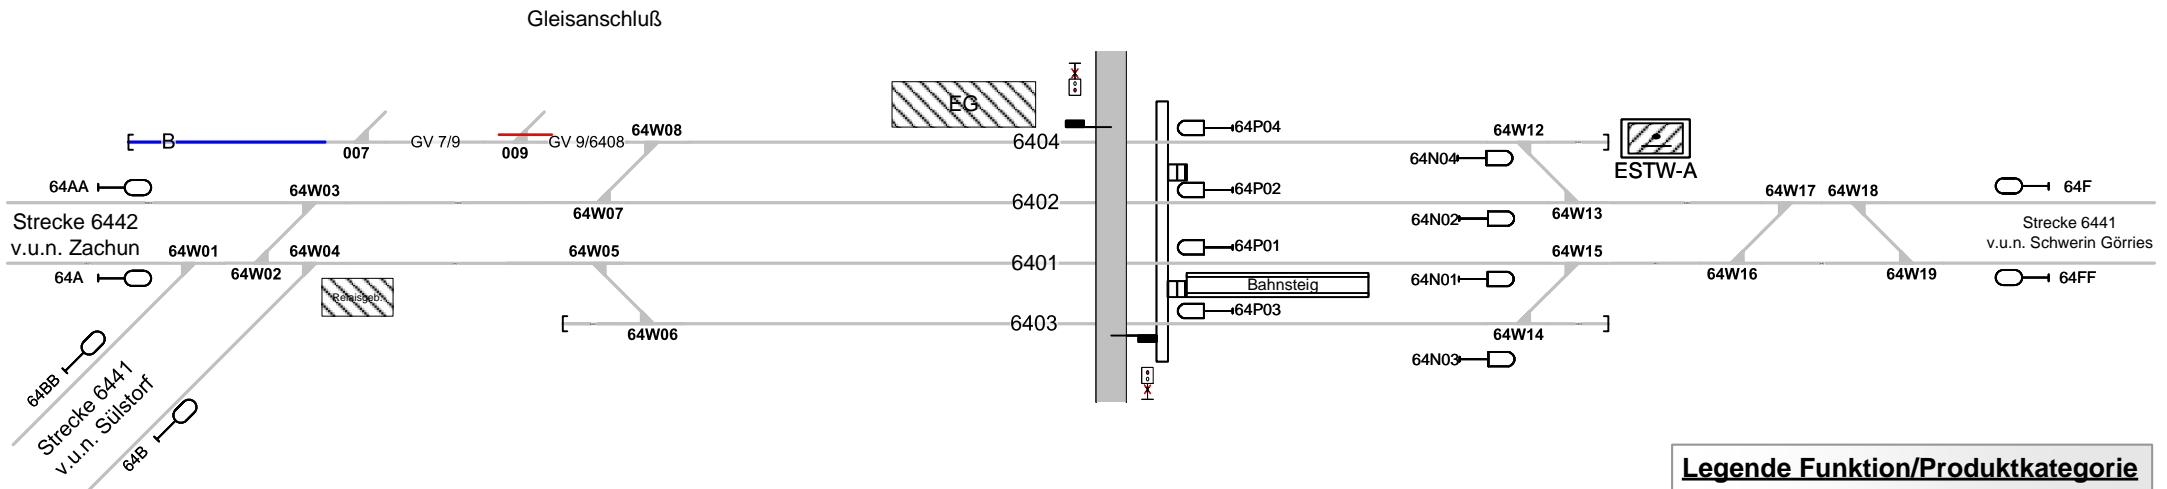 Gleisanschluß
EG
B
007
GV 7/9
009
GV 9/6408
64W08
6404
64P04
64W12
64N04
ESTW-A
64AA
64W03
64W07
6402
64P02
64N02
64W13
64W17
64W18
64F
Strecke 6442
v.u.n. Zachun
Strecke 6441
v.u.n. Schwerin Görries
64W01
64W02
64W04
64W05
6401
64P01
64W15
64W16
64W19
64A
Relaisgeb.
Bahnsteig
64N01
64FF
64P03
6403
64W06
64W14
64N03
64BB
Strecke 6441
v.u.n. Sülstorf
64B
Legende Funktion/Produktkategorie